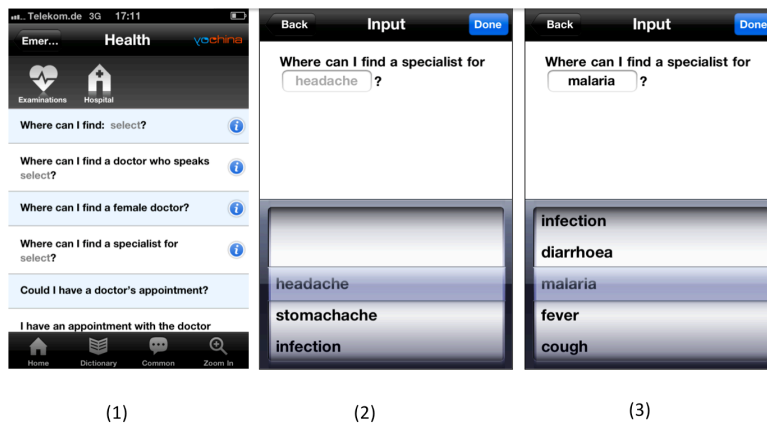 Telekom.de 3G 17:11
Emer... Health yochina
Examinations Hospital
Where can I find: select?
Where can I find a doctor who speaks
select?
Where can I find a female doctor?
Where can I find a specialist for
select?
Could I have a doctor's appointment?
I have an appointment with the doctor
Home Dictionary Common Zoom In
(1)
Back Input Done
Where can I find a specialist for
headache ?
headache
stomachache
infection
(2)
Back Input Done
Where can I find a specialist for
malaria ?
infection
diarrhoea
malaria
fever
cough
(3)